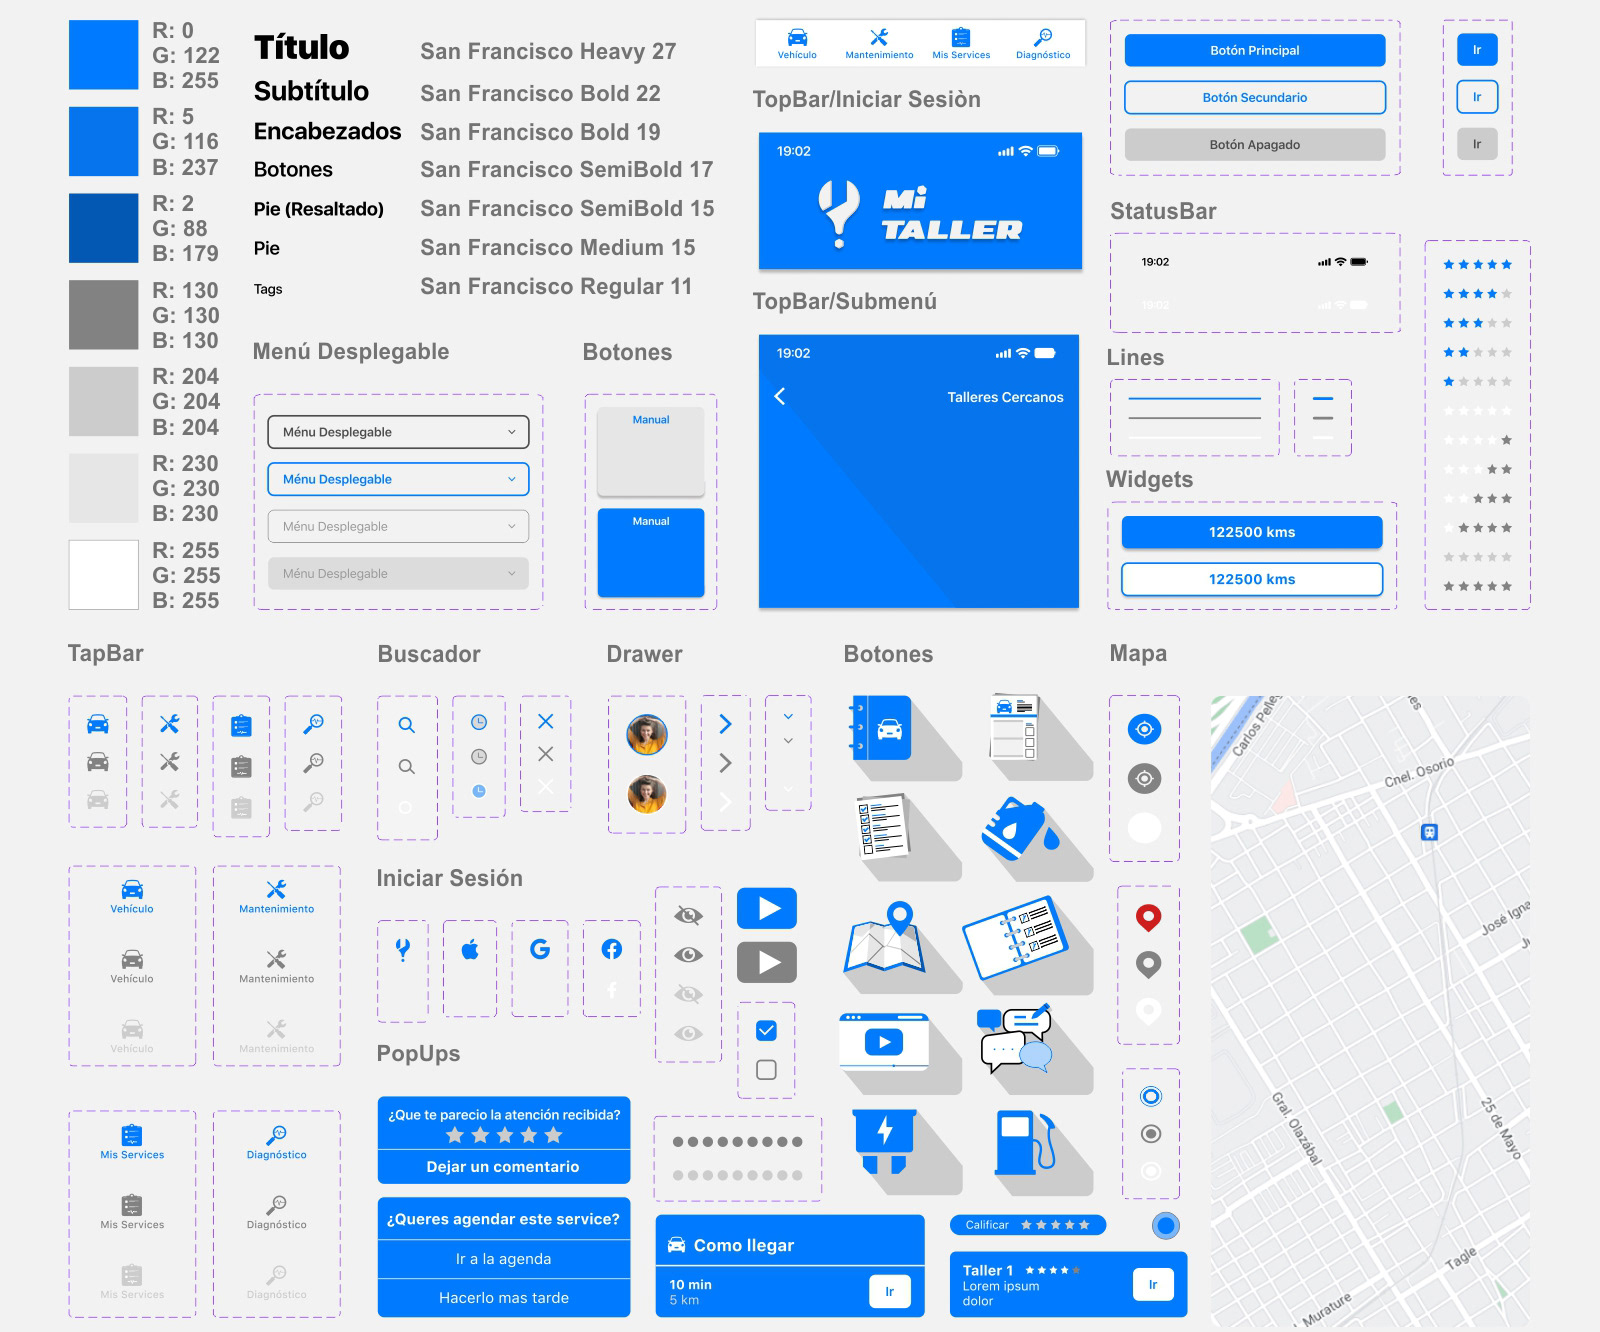 R: 0
G: 122
B: 255
R: 5
G: 116
B: 237
R: 2
G: 88
B: 179
R: 130
G: 130
B: 130
R: 204
G: 204
B: 204
R: 230
G: 230
B: 230
R: 255
G: 255
B: 255
Título San Francisco Heavy 27
Subtítulo San Francisco Bold 22
Encabezados San Francisco Bold 19
Botones San Francisco SemiBold 17
Pie (Resaltado) San Francisco SemiBold 15
Pie San Francisco Medium 15
Tags San Francisco Regular 11
Menú Desplegable
Ménu Desplegable
Ménu Desplegable
Ménu Desplegable
Ménu Desplegable
Botones
Manual
Manual
Vehículo Mantenimiento Mis Services Diagnóstico
TopBar/Iniciar Sesiòn
19:02
Mi
TALLER
TopBar/Submenú
19:02
Talleres Cercanos
Botón Principal
Botón Secundario
Botón Apagado
Ir
Ir
Ir
StatusBar
19:02
19:02
Lines
Widgets
122500 kms
122500 kms
TapBar
Vehículo
Vehículo
Vehículo
Mantenimiento
Mantenimiento
Mantenimiento
Mis Services
Mis Services
Mis Services
Diagnóstico
Diagnóstico
Diagnóstico
Buscador
Drawer
Iniciar Sesión
PopUps
¿Que te parecio la atención recibida?
Dejar un comentario
¿Queres agendar este service?
Ir a la agenda
Hacerlo mas tarde
Como llegar
10 min
5 km
Ir
Botones
Calificar
Taller 1
Lorem ipsum
dolor
Ir
Mapa
Carlos Pelle
Cnel. Osorio
José Igna
Gral. Olazábal
25 de Mayo
Tagle
Murature